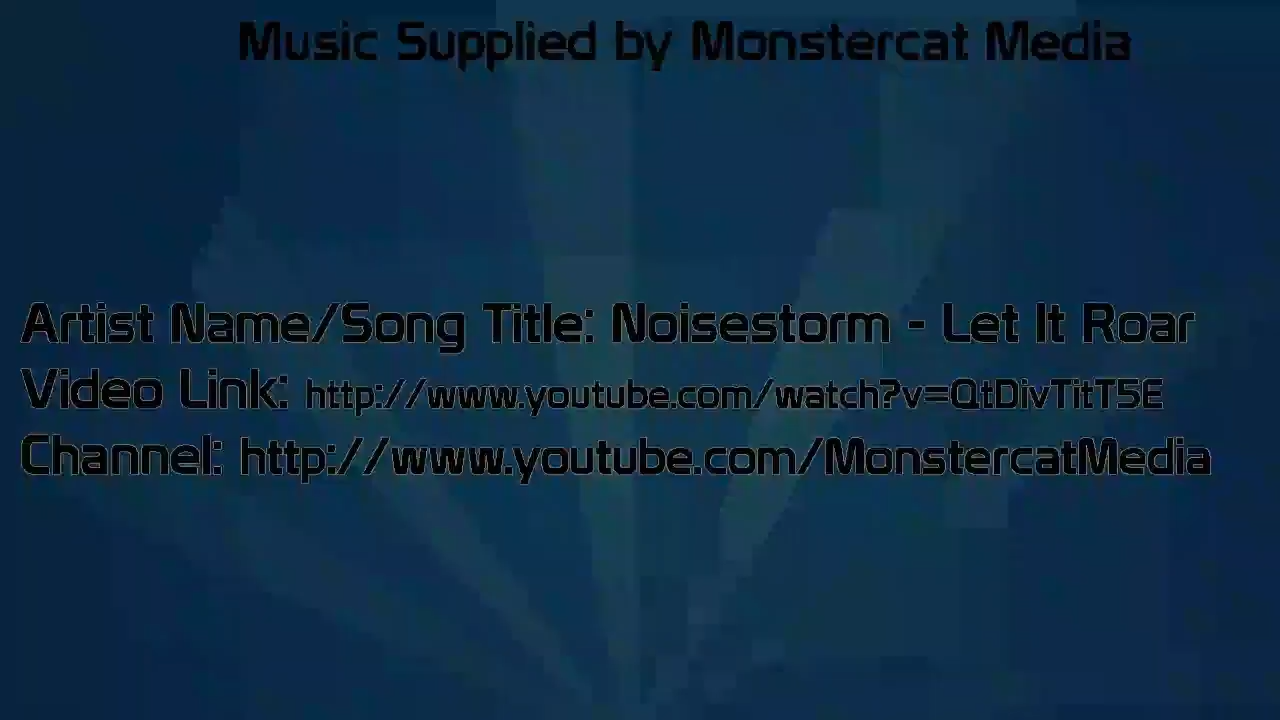 Music Supplied by Monstercat Media
Artist Name/Song Title: Noisestorm - Let It Roar
Video Link: http://www.youtube.com/watch?v=QtDivTitT5E
Channel: http://www.youtube.com/MonstercatMedia